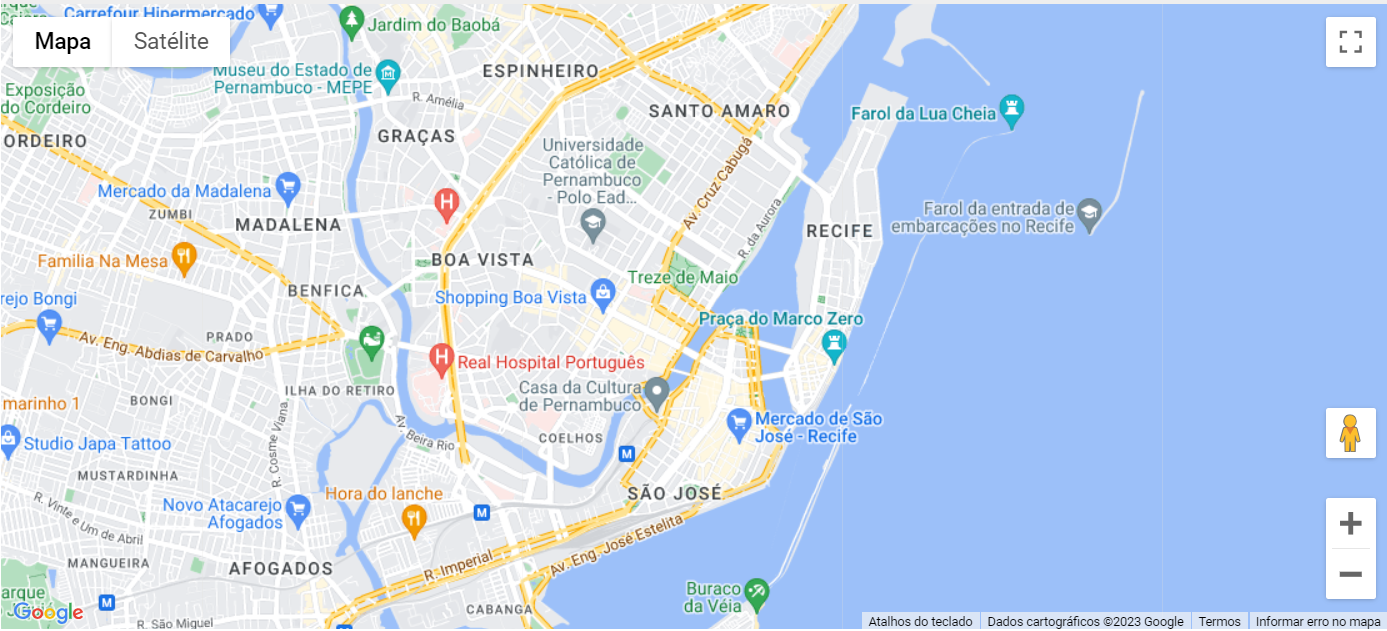 Carrefour Hipermercado
Mapa
Satélite
Jardim do Baobá
Museu do Estado de
Pernambuco - MEPE
ESPINHEIRO
Exposição
do Cordeiro
R. Amélia
SANTO AMARO
Farol da Lua Cheia
ORDEIRO
GRAÇAS
Universidade
Católica de
Pernambuco
- Polo Ead...
Av. Cruz Cabugá
Mercado da Madalena
ZUMBI
MADALENA
R. da Aurora
RECIFE
Farol da entrada de
embarcações no Recife
Familia Na Mesa
BOA VISTA
Treze de Maio
BENFICA
rejo Bongi
Shopping Boa Vista
Praça do Marco Zero
PRADO
Av. Eng. Abdias de Carvalho
Real Hospital Português
ILHA DO RETIRO
Casa da Cultura
de Pernambuco
marinho 1
BONGI
Av. Beira Rio
Mercado de São
José - Recife
Studio Japa Tattoo
R. Cosme Viana
COELHOS
M
MUSTARDINHA
Hora do lanche
SÃO JOSÉ
R. Vinte e Um de Abril
Novo Atacarejo
Afogados
M
Av. Eng. José Estelita
MANGUEIRA
AFOGADOS
R. Imperial
arque
Google
M
Buraco
da Véia
CABANGA
R. São Miguel
Atalhos do teclado
Dados cartográficos ©2023 Google
Termos
Informar erro no mapa